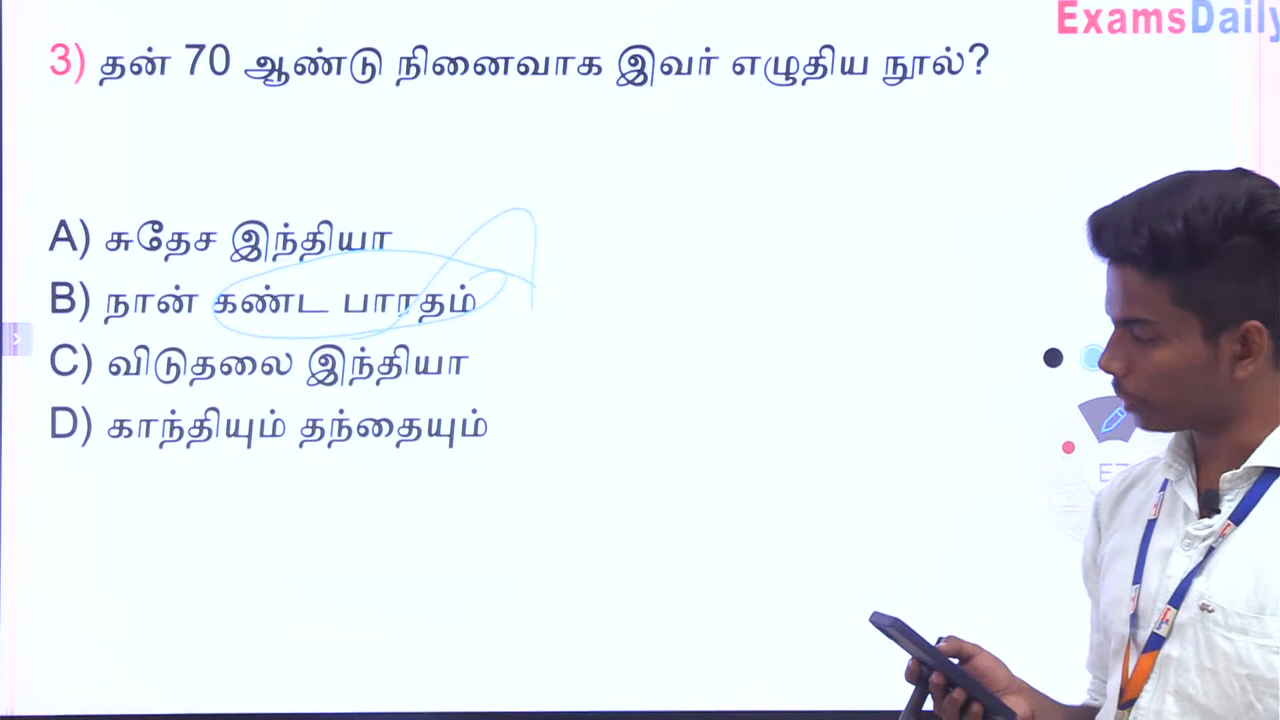 ExamsDaily
3) தன் 70 ஆண்டு நினைவாக இவர் எழுதிய நூல்?
A) சுதேச இந்தியா
B) நான் கண்ட பாரதம்
C) விடுதலை இந்தியா
D) காந்தியும் தந்தையும்